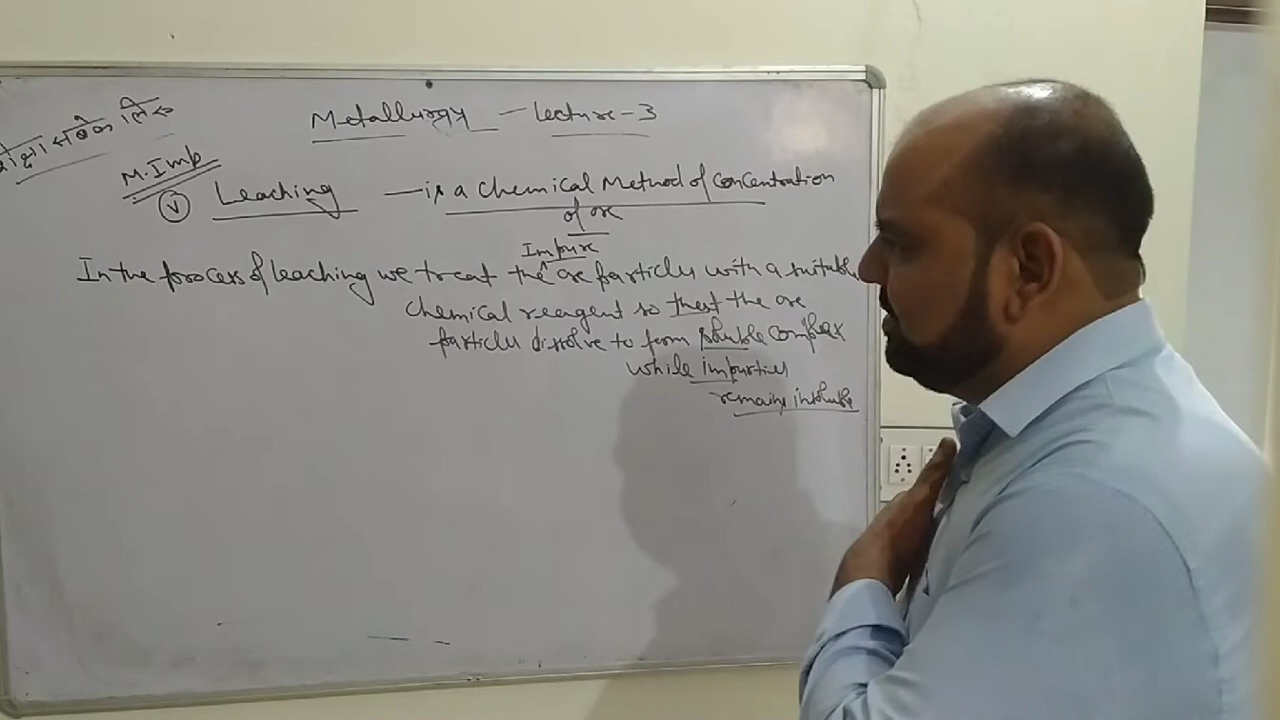 Metallurgy - Lecture-3
M. Imp
(v) Leaching - is a Chemical Method of Concentration
of ore
Impure
In the process of leaching we treat the ^ ore particles with a suitable
chemical reagent so that the ore
particles dissolve to form soluble complex
while impurities
remains insoluble